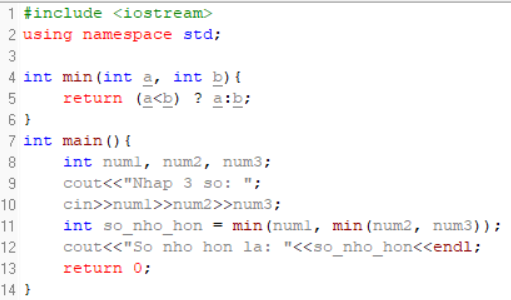 1 #include <iostream>
2 using namespace std;
3
4 int min(int a, int b){
5     return (a<b) ? a:b;
6 }
7 int main(){
8     int num1, num2, num3;
9     cout<<"Nhap 3 so: ";
10     cin>>num1>>num2>>num3;
11     int so_nho_hon = min(num1, min(num2, num3));
12     cout<<"So nho hon la: "<<so_nho_hon<<endl;
13     return 0;
14 }